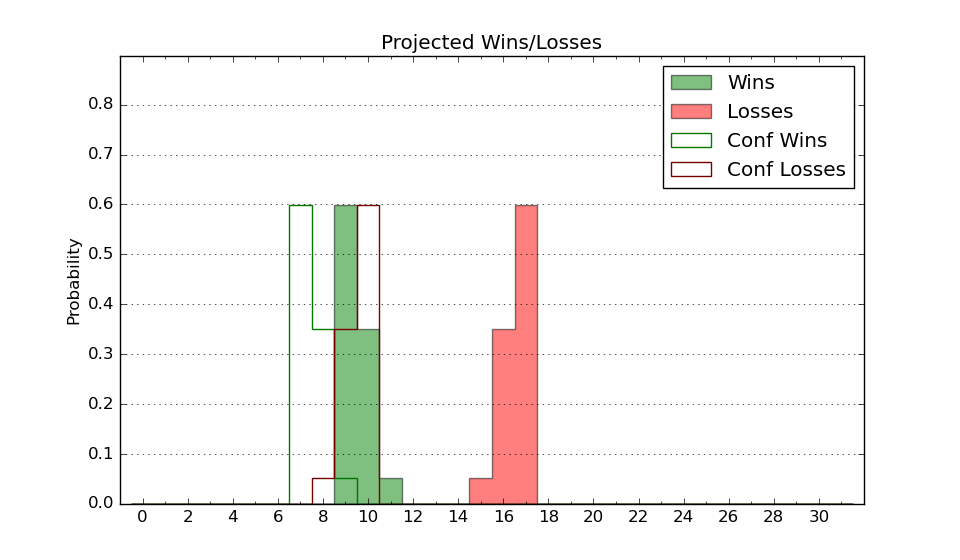 Projected Wins/Losses
Wins
Losses
Conf Wins
Conf Losses
Probability
0.8
0.7
0.6
0.5
0.4
0.3
0.2
0.1
0.0
0 2 4 6 8 10 12 14 16 18 20 22 24 26 28 30